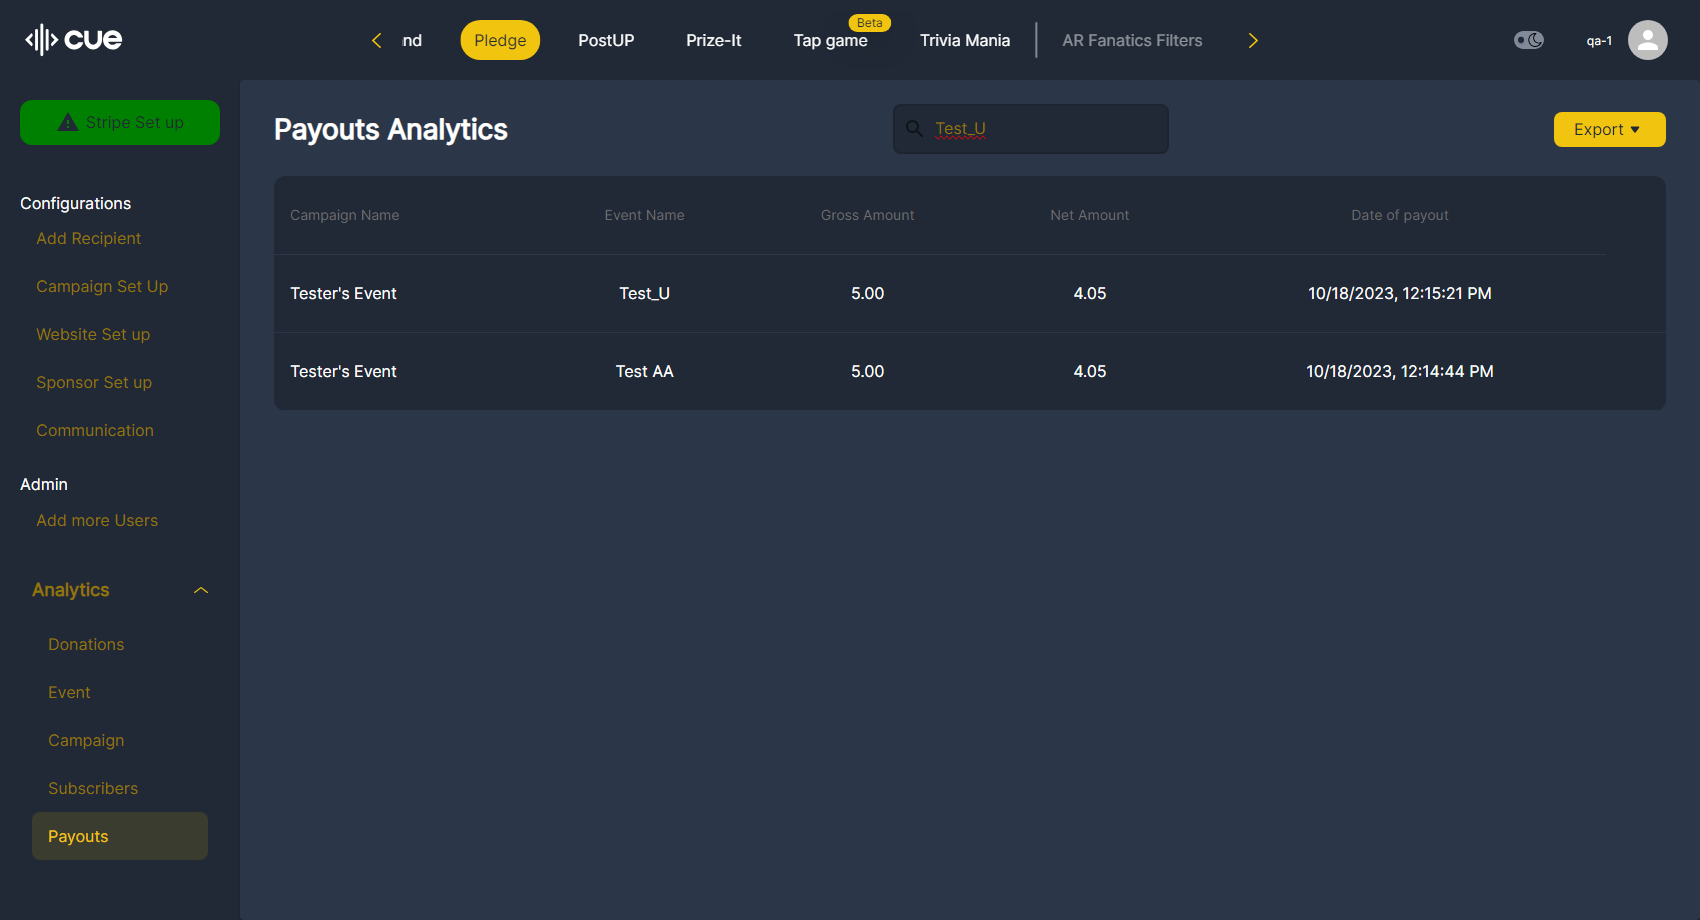 cue
nd
Pledge
PostUP
Prize-It
Tap game
Beta
Trivia Mania
AR Fanatics Filters
qa-1
Stripe Set up
Configurations
Add Recipient
Campaign Set Up
Website Set up
Sponsor Set up
Communication
Admin
Add more Users
Analytics
Donations
Event
Campaign
Subscribers
Payouts
Payouts Analytics
Test_U
Export
Campaign Name Event Name Gross Amount Net Amount Date of payout
Tester's Event Test_U 5.00 4.05 10/18/2023, 12:15:21 PM
Tester's Event Test AA 5.00 4.05 10/18/2023, 12:14:44 PM